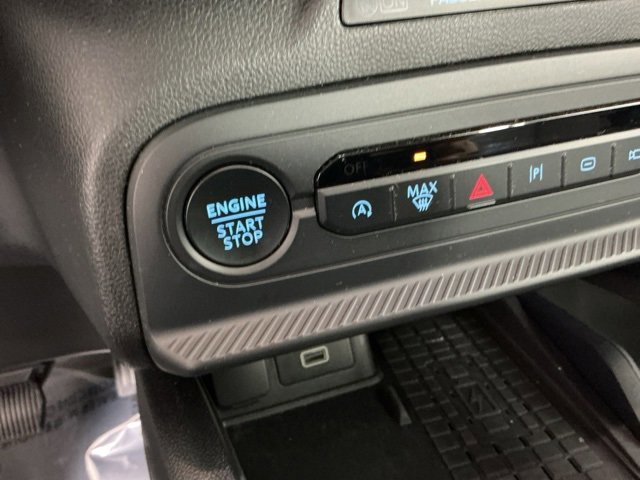 ENGINE
START
STOP
OFF
MAX
P